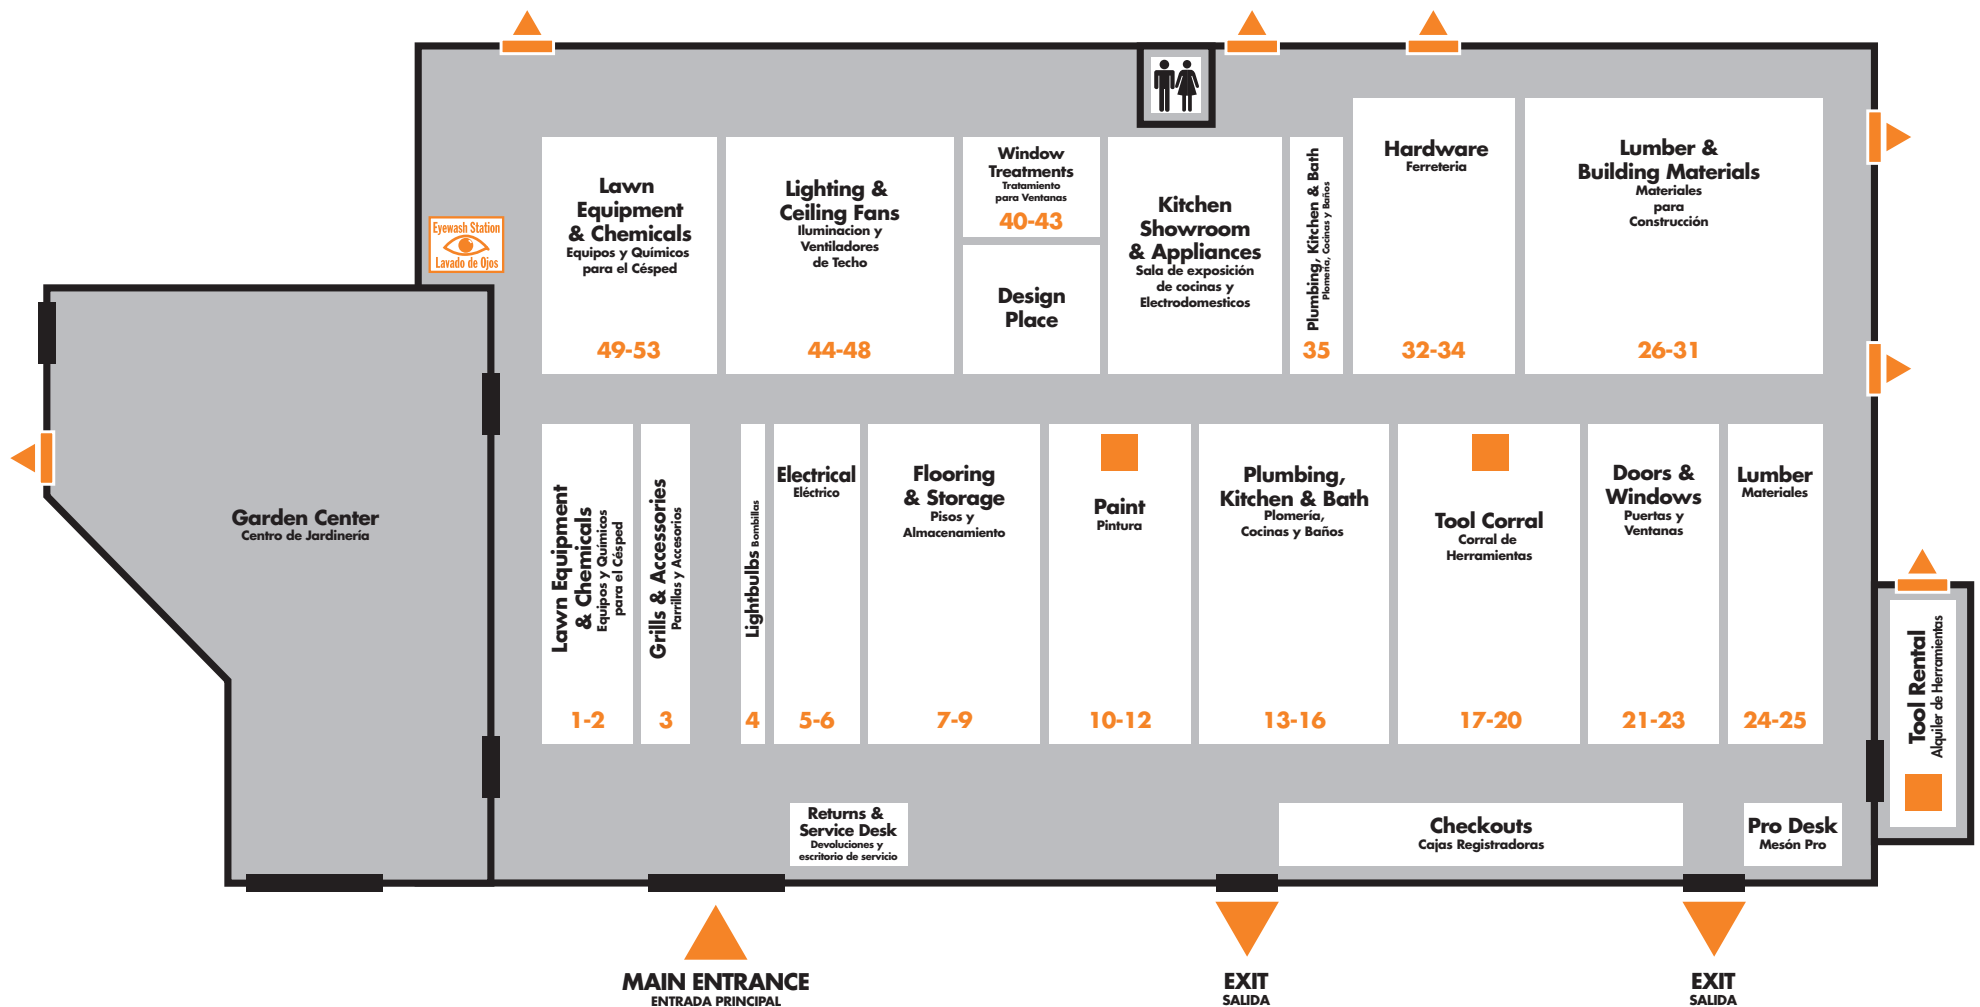 Eyewash Station
Lavado de Ojos
Lawn
Equipment
& Chemicals
Equipos y Químicos
para el Césped
49-53
Lighting &
Ceiling Fans
Iluminacion y
Ventiladores
de Techo
44-48
Window
Treatments
Tratamiento
para Ventanas
40-43
Design
Place
Kitchen
Showroom
& Appliances
Sala de exposición
de cocinas y
Electrodomesticos
Plumbing, Kitchen & Bath
Plomería, Cocinas y Baños
35
Hardware
Ferreteria
32-34
Lumber &
Building Materials
Materiales
para
Construcción
26-31
Garden Center
Centro de Jardinería
Lawn Equipment
& Chemicals
Equipos y Químicos
para el Césped
1-2
Grills & Accessories
Parrillas y Accesorios
3
Lightbulbs Bombillas
4
Electrical
Eléctrico
5-6
Flooring
& Storage
Pisos y
Almacenamiento
7-9
Paint
Pintura
10-12
Plumbing,
Kitchen & Bath
Plomería,
Cocinas y Baños
13-16
Tool Corral
Corral de
Herramientas
17-20
Doors &
Windows
Puertas y
Ventanas
21-23
Lumber
Materiales
24-25
Tool Rental
Alquiler de Herramientas
Returns &
Service Desk
Devoluciones y
escritorio de servicio
Checkouts
Cajas Registradoras
Pro Desk
Mesón Pro
MAIN ENTRANCE
ENTRADA PRINCIPAL
EXIT
SALIDA
EXIT
SALIDA